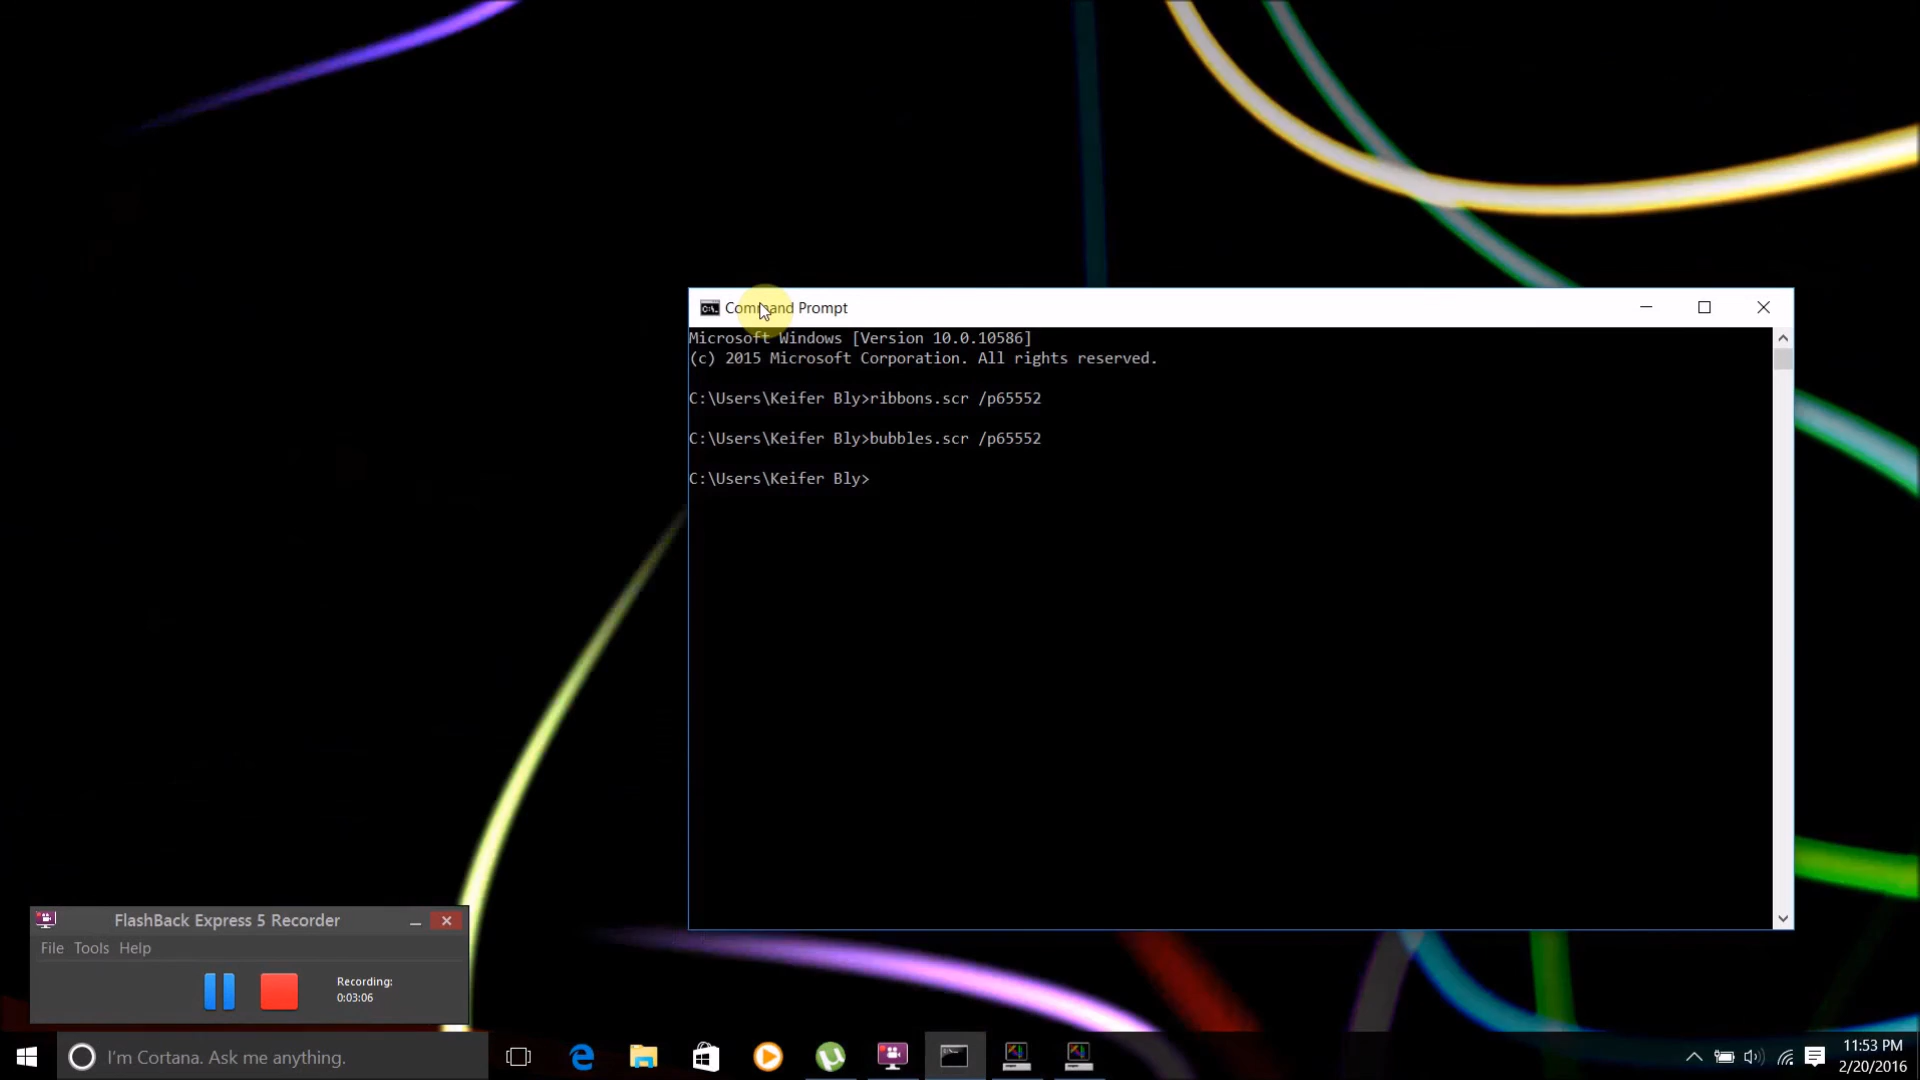 Command Prompt
Microsoft Windows [Version 10.0.10586]
(c) 2015 Microsoft Corporation. All rights reserved.
C:\Users\Keifer Bly>ribbons.scr /p65552
C:\Users\Keifer Bly>bubbles.scr /p65552
C:\Users\Keifer Bly>
FlashBack Express 5 Recorder
File Tools Help
Recording:
0:03:06
I'm Cortana. Ask me anything.
11:53 PM
2/20/2016